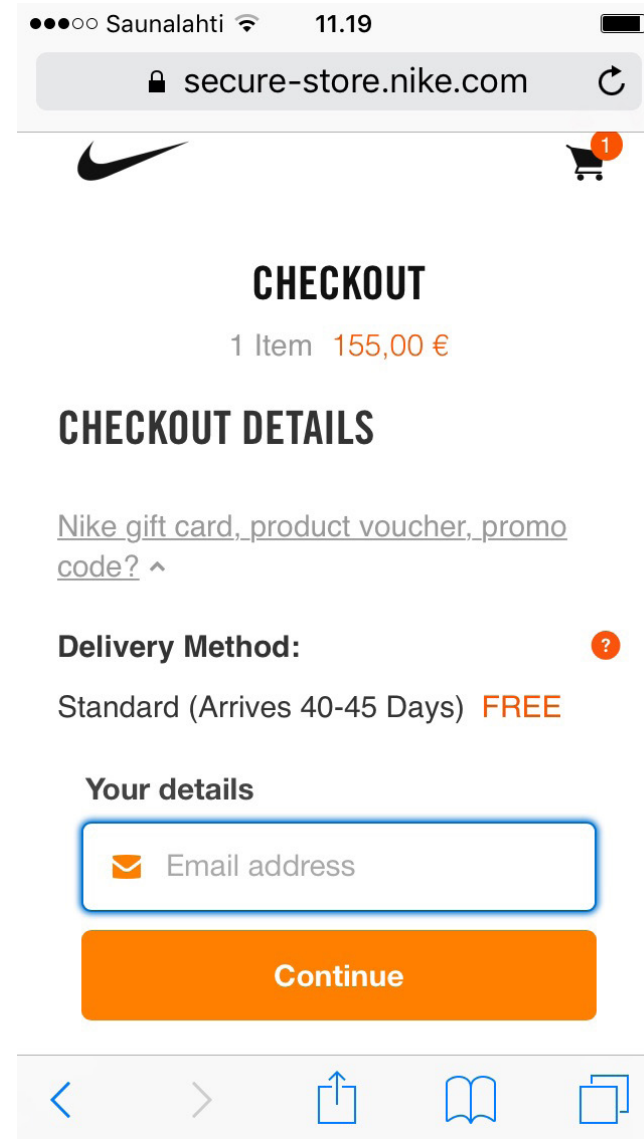 Saunalahti 11.19
secure-store.nike.com
1
CHECKOUT
1 Item 155,00 €
CHECKOUT DETAILS
Nike gift card, product voucher, promo
code?
Delivery Method:
?
Standard (Arrives 40-45 Days) FREE
Your details
Email address
Continue